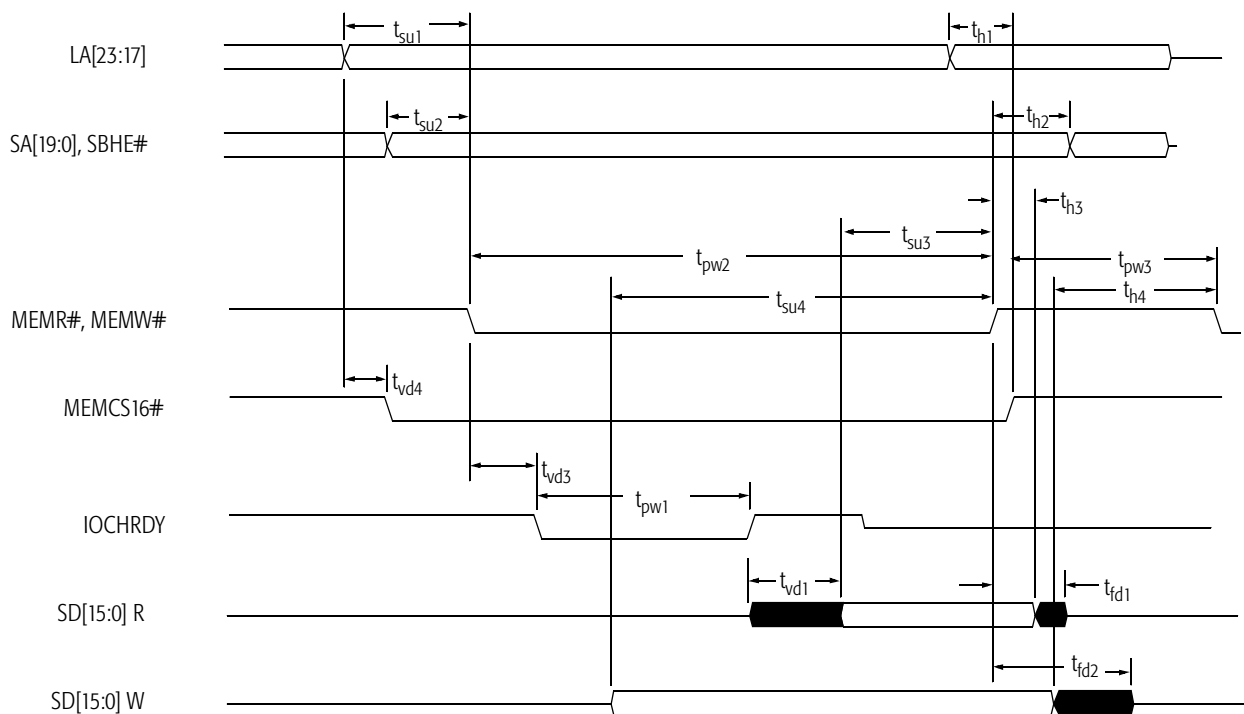 t_su1
t_h1
LA[23:17]
t_su2
t_h2
SA[19:0], SBHE#
t_h3
t_su3
t_pw2
t_pw3
t_su4
t_h4
MEMR#, MEMW#
t_vd4
MEMCS16#
t_vd3
t_pw1
IOCHRDY
t_vd1
t_fd1
SD[15:0] R
t_fd2
SD[15:0] W